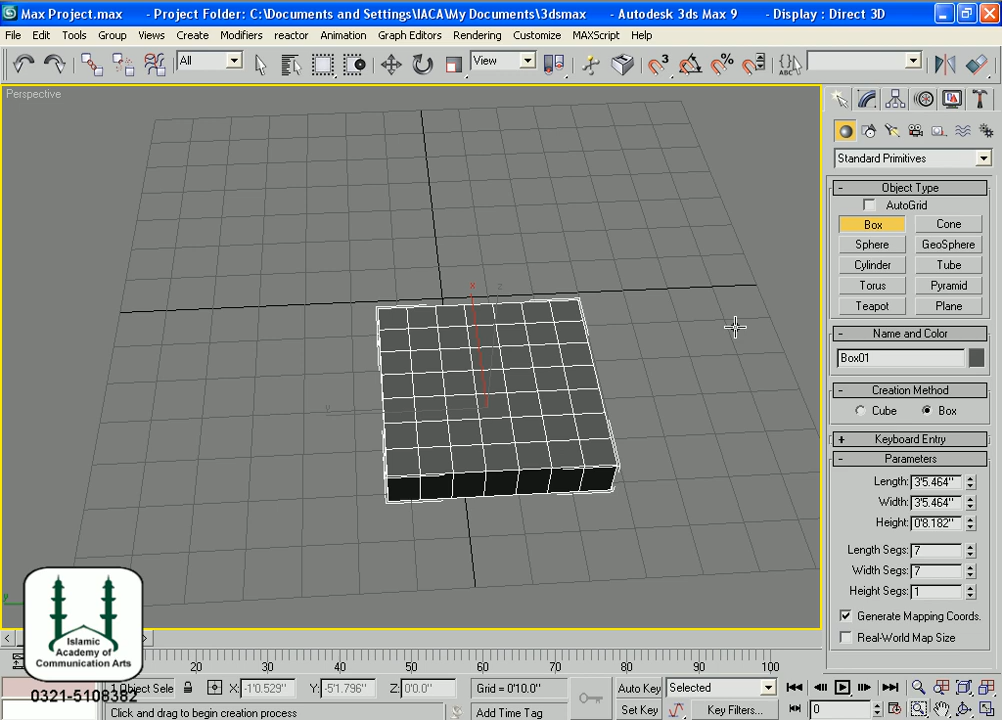 Max Project.max - Project Folder: C:\Documents and Settings\IACA\My Documents\3dsmax - Autodesk 3ds Max 9 - Display : Direct 3D
File Edit Tools Group Views Create Modifiers reactor Animation Graph Editors Rendering Customize MAXScript Help
All View
Perspective
Standard Primitives
- Object Type
AutoGrid
Box Cone
Sphere GeoSphere
Cylinder Tube
Torus Pyramid
Teapot Plane
- Name and Color
Box01
- Creation Method
Cube Box
+ Keyboard Entry
- Parameters
Length: 3'5.464"
Width: 3'5.464"
Height: 0'8.182"
Length Segs: 7
Width Segs: 7
Height Segs: 1
Generate Mapping Coords.
Real-World Map Size
x
z
y
y
Islamic
Academy of
Communication Arts
0321-5108382
20 30 40 50 60 70 80 90 100
1 Object Sele X: -1'0.529" Y: -5'1.796" Z: 0'0.0" Grid = 0'10.0" Auto Key Selected
Click and drag to begin creation process Add Time Tag Set Key Key Filters... 0